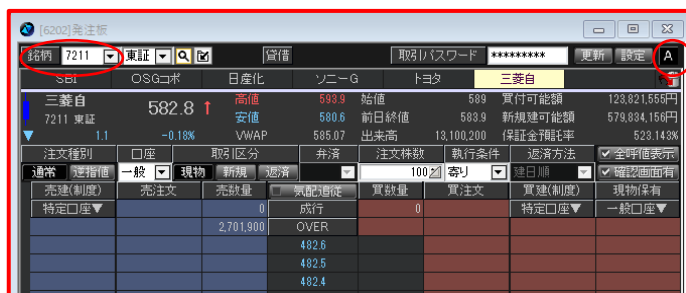 [6202]発注板
銘柄 7211 東証 貸借 取引パスワード ********* 更新 設定 A
SBI OSGコボ 日産化 ソニーG トヨタ 三菱自
三菱自 582.8 ↑ 高値 593.9 始値 589 買付可能額 123,821,555円
7211 東証 安値 580.6 前日終値 583.9 新規建可能額 579,834,156円
▼ 1.1 -0.18% VWAP 585.07 出来高 13,100,200 保証金預託率 523.143%
注文種別 口座 取引区分 弁済 注文株数 執行条件 返済方法 全呼値表示
通常 逆指値 一般 現物 新規 返済 100 寄り 建日順 確認画面有
売建(制度) 売注文 売数量 気配追従 買数量 買注文 買建(制度) 現物保有
特定口座▼ 0 成行 0 特定口座▼ 一般口座▼
2,701,900 OVER
482.6
482.5
482.4